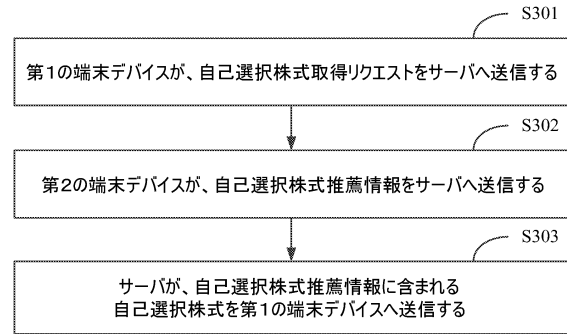 S301
第1の端末デバイスが、自己選択株式取得リクエストをサーバへ送信する
S302
第2の端末デバイスが、自己選択株式推薦情報をサーバへ送信する
S303
サーバが、自己選択株式推薦情報に含まれる
自己選択株式を第1の端末デバイスへ送信する